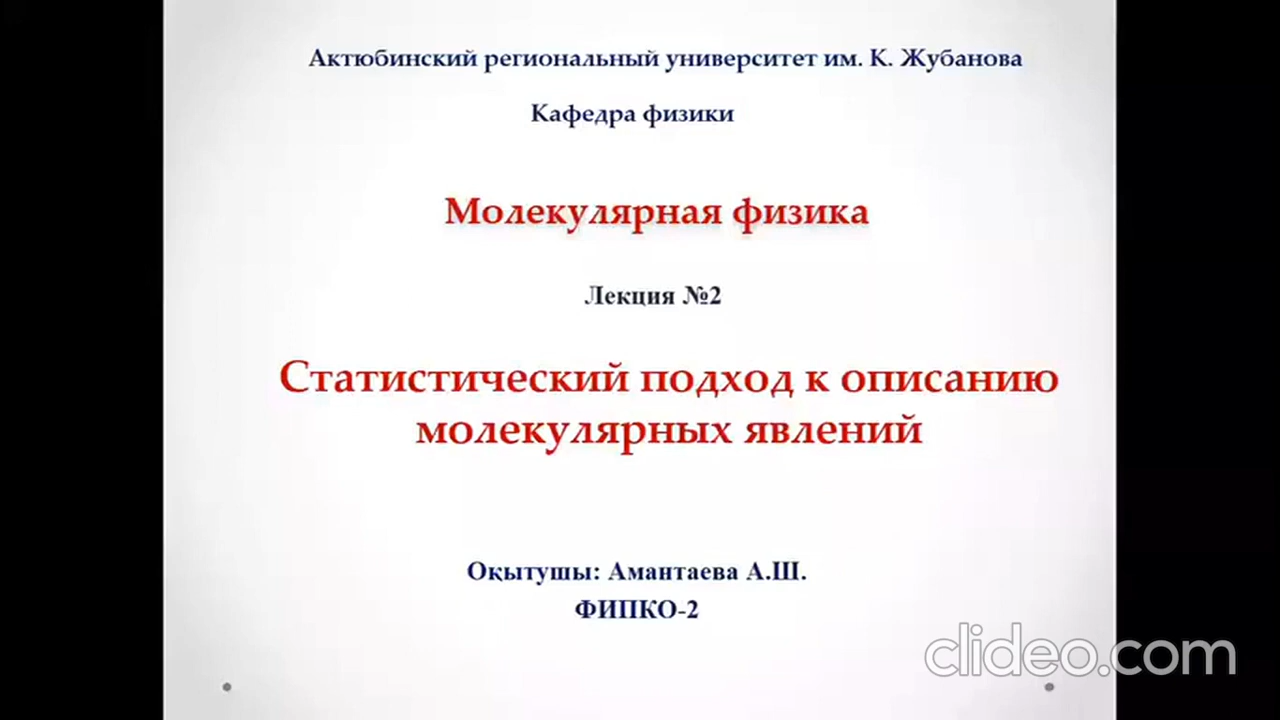 Актюбинский региональный университет им. К. Жубанова
Кафедра физики
Молекулярная физика
Лекция №2
Статистический подход к описанию
молекулярных явлений
Оқытушы: Амантаева А.Ш.
ФИПКО-2
clideo.com